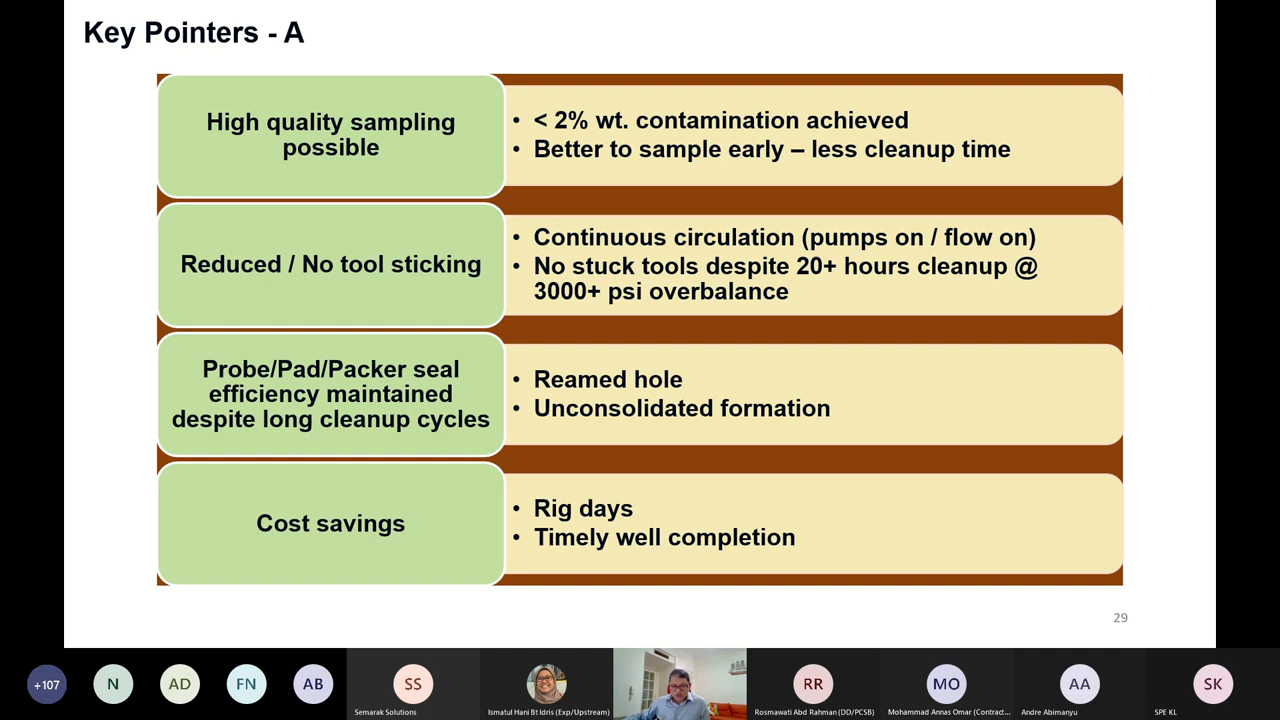 Key Pointers - A
High quality sampling
possible
• < 2% wt. contamination achieved
• Better to sample early – less cleanup time
Reduced / No tool sticking
• Continuous circulation (pumps on / flow on)
• No stuck tools despite 20+ hours cleanup @
3000+ psi overbalance
Probe/Pad/Packer seal
efficiency maintained
despite long cleanup cycles
• Reamed hole
• Unconsolidated formation
Cost savings
• Rig days
• Timely well completion
29
+107
N
AD
FN
AB
SS
Semarak Solutions
Ismatul Hani Bt Idris (Exp/Upstream)
RR
Rosmawati Abd Rahman (DD/PCSB)
MO
Mohammad Annas Omar (Contract...
AA
Andre Abimanyu
SK
SPE KL